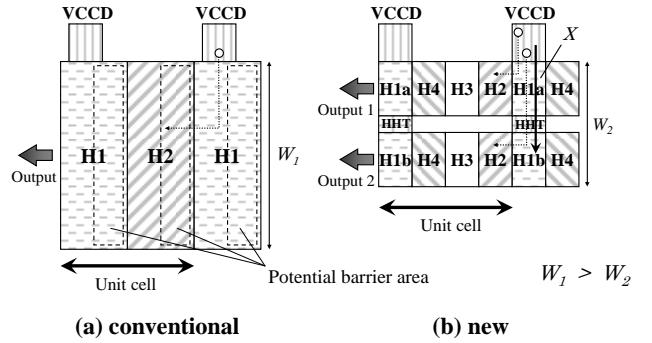 VCCD VCCD
H1 H2 H1
W1
Output
Unit cell
Potential barrier area
(a) conventional
VCCD VCCD
X
H1a H4 H3 H2 H1a H4
Output 1
HHT HHT
W2
H1b H4 H3 H2 H1b H4
Output 2
Unit cell
W1 > W2
(b) new